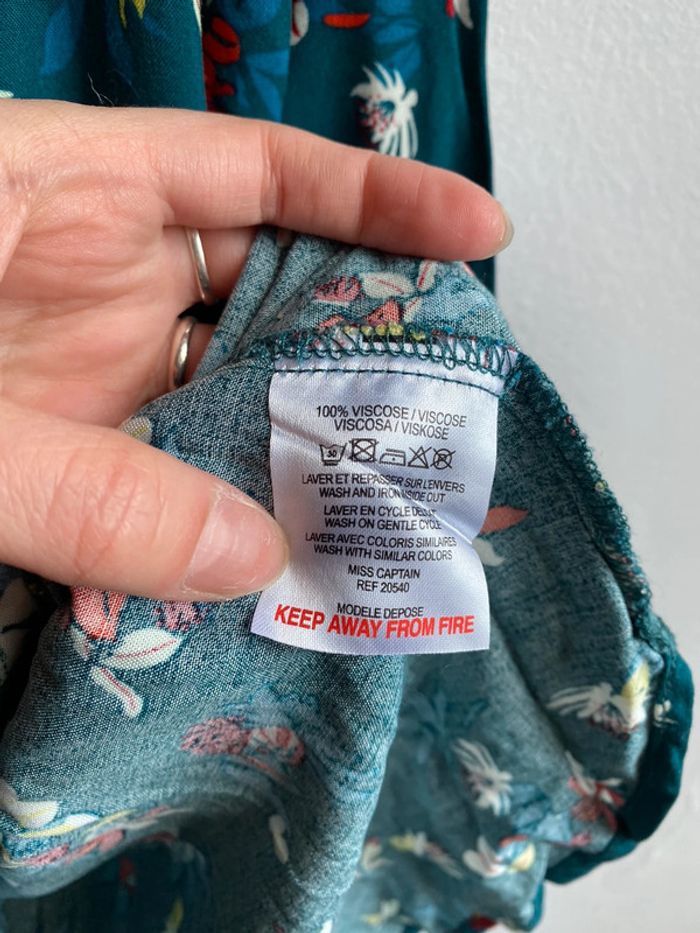 100% VISCOSE / VISCOSE
VISCOSA / VISKOSE
30
LAVER ET REPASSER SUR L'ENVERS
WASH AND IRON INSIDE OUT
LAVER EN CYCLE DELICAT
WASH ON GENTLE CYCLE
LAVER AVEC COLORIS SIMILAIRES
WASH WITH SIMILAR COLORS
MISS CAPTAIN
REF 20540
MODELE DEPOSE
KEEP AWAY FROM FIRE